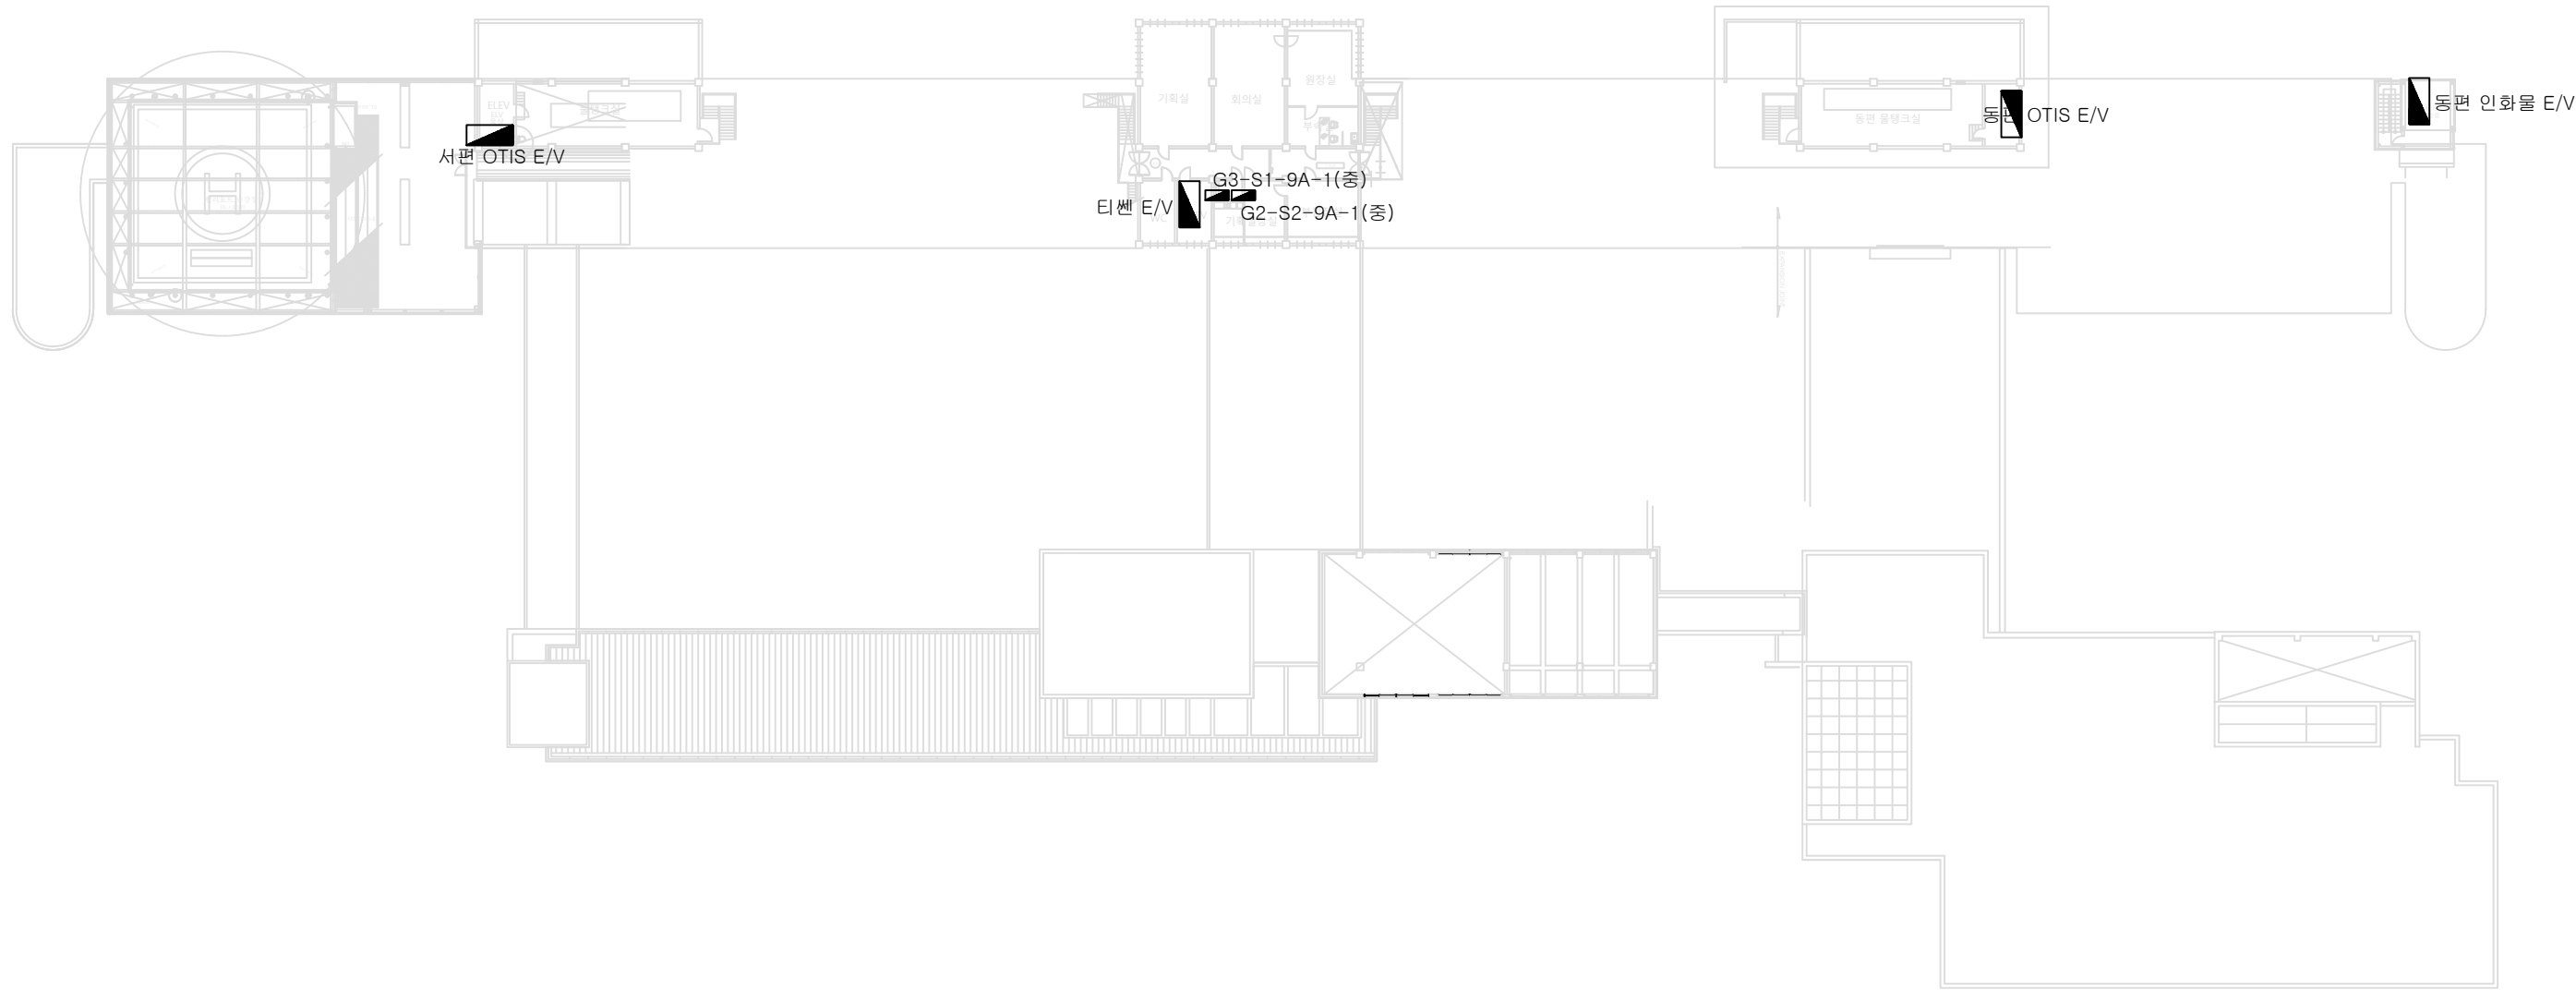 원장실
기획실
회의실
ELEV
동편 인화물 E/V
동편 OTIS E/V
동편 물탱크실
서편 OTIS E/V
G3-S1-9A-1(중)
티쎈 E/V
G2-S2-9A-1(중)
WC
H